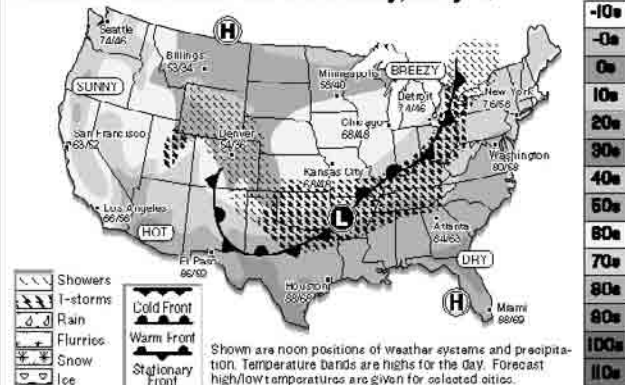 Seattle
74/46
Billings
53/34
SUNNY
Minneapolis
58/40
BREEZY
Detroit
74/46
New York
76/58
San Francisco
63/52
Denver
54/36
Chicago
68/48
Washington
80/68
Kansas City
Los Angeles
66/56
HOT
Atlanta
84/63
El Paso
DRY
Houston
Miami
88/69
H
L
H
-10s
-0s
0s
10s
20s
30s
40s
50s
60s
70s
80s
90s
100s
110s
Showers
T-storms
Rain
Flurries
Snow
Ice
Cold Front
Warm Front
Stationary
Front
Shown are noon positions of weather systems and precipita-
tion. Temperature bands are highs for the day. Forecast
high/low temperatures are given for selected cities.